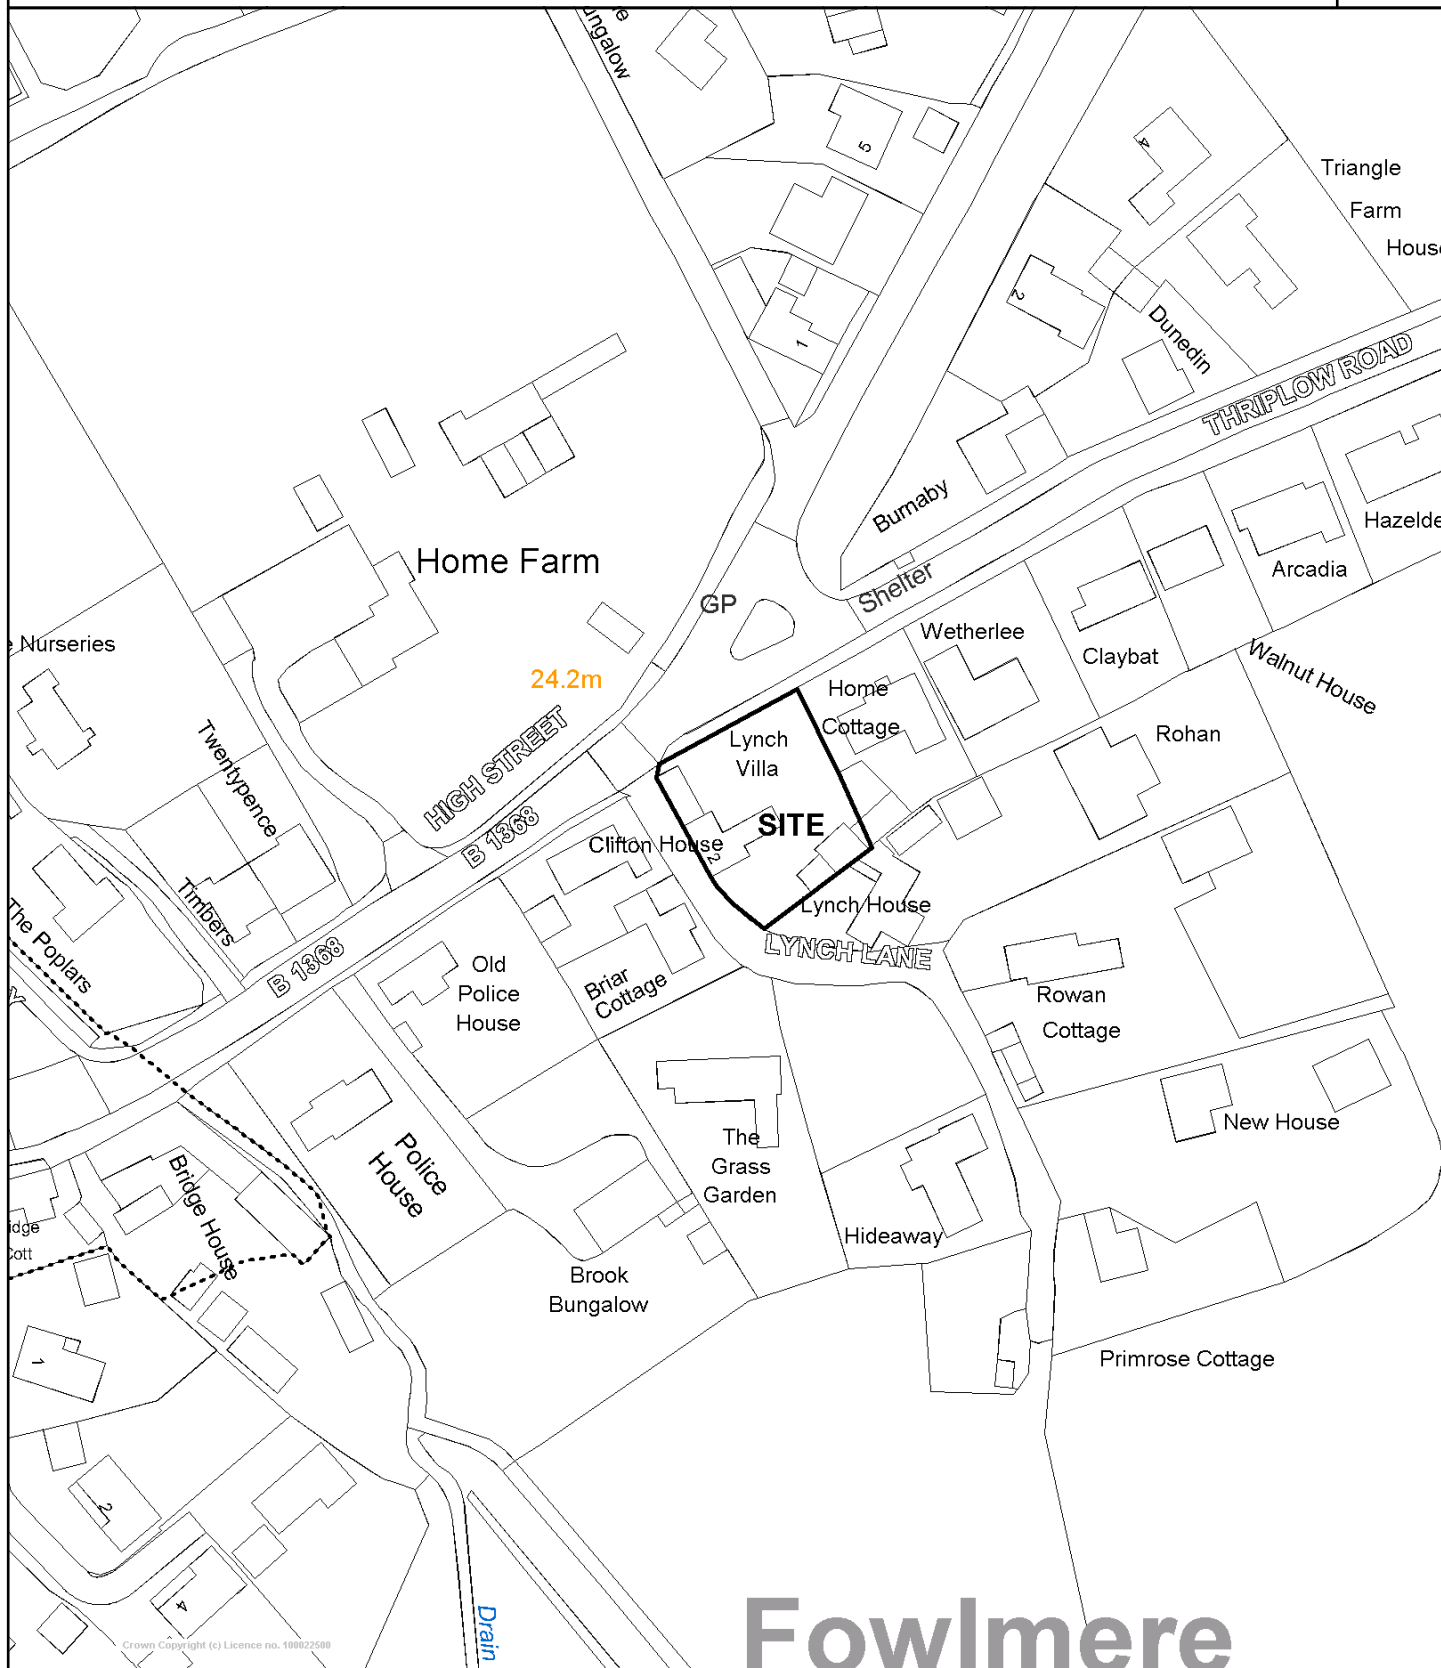 ungalow
5
4
Triangle
Farm
2
Dunedin
1
THRIPLOW ROAD
Burnaby
Hazelde
Home Farm
Arcadia
GP
Shelter
Wetherlee
e Nurseries
Claybat
Walnut House
24.2m
Home
Cottage
Lynch
Villa
Rohan
Twentypence
HIGH STREET
B 1368
SITE
Clifton House
2
Timbers
Lynch House
The Poplars
LYNCH LANE
B 1368
Old
Police
House
Briar
Cottage
Rowan
Cottage
New House
The
Grass
Garden
Police
House
Bridge House
idge
Cott
Hideaway
Brook
Bungalow
1
Primrose Cottage
2
4
Drain
Fowlmere
Crown Copyright (c) Licence no. 100022500